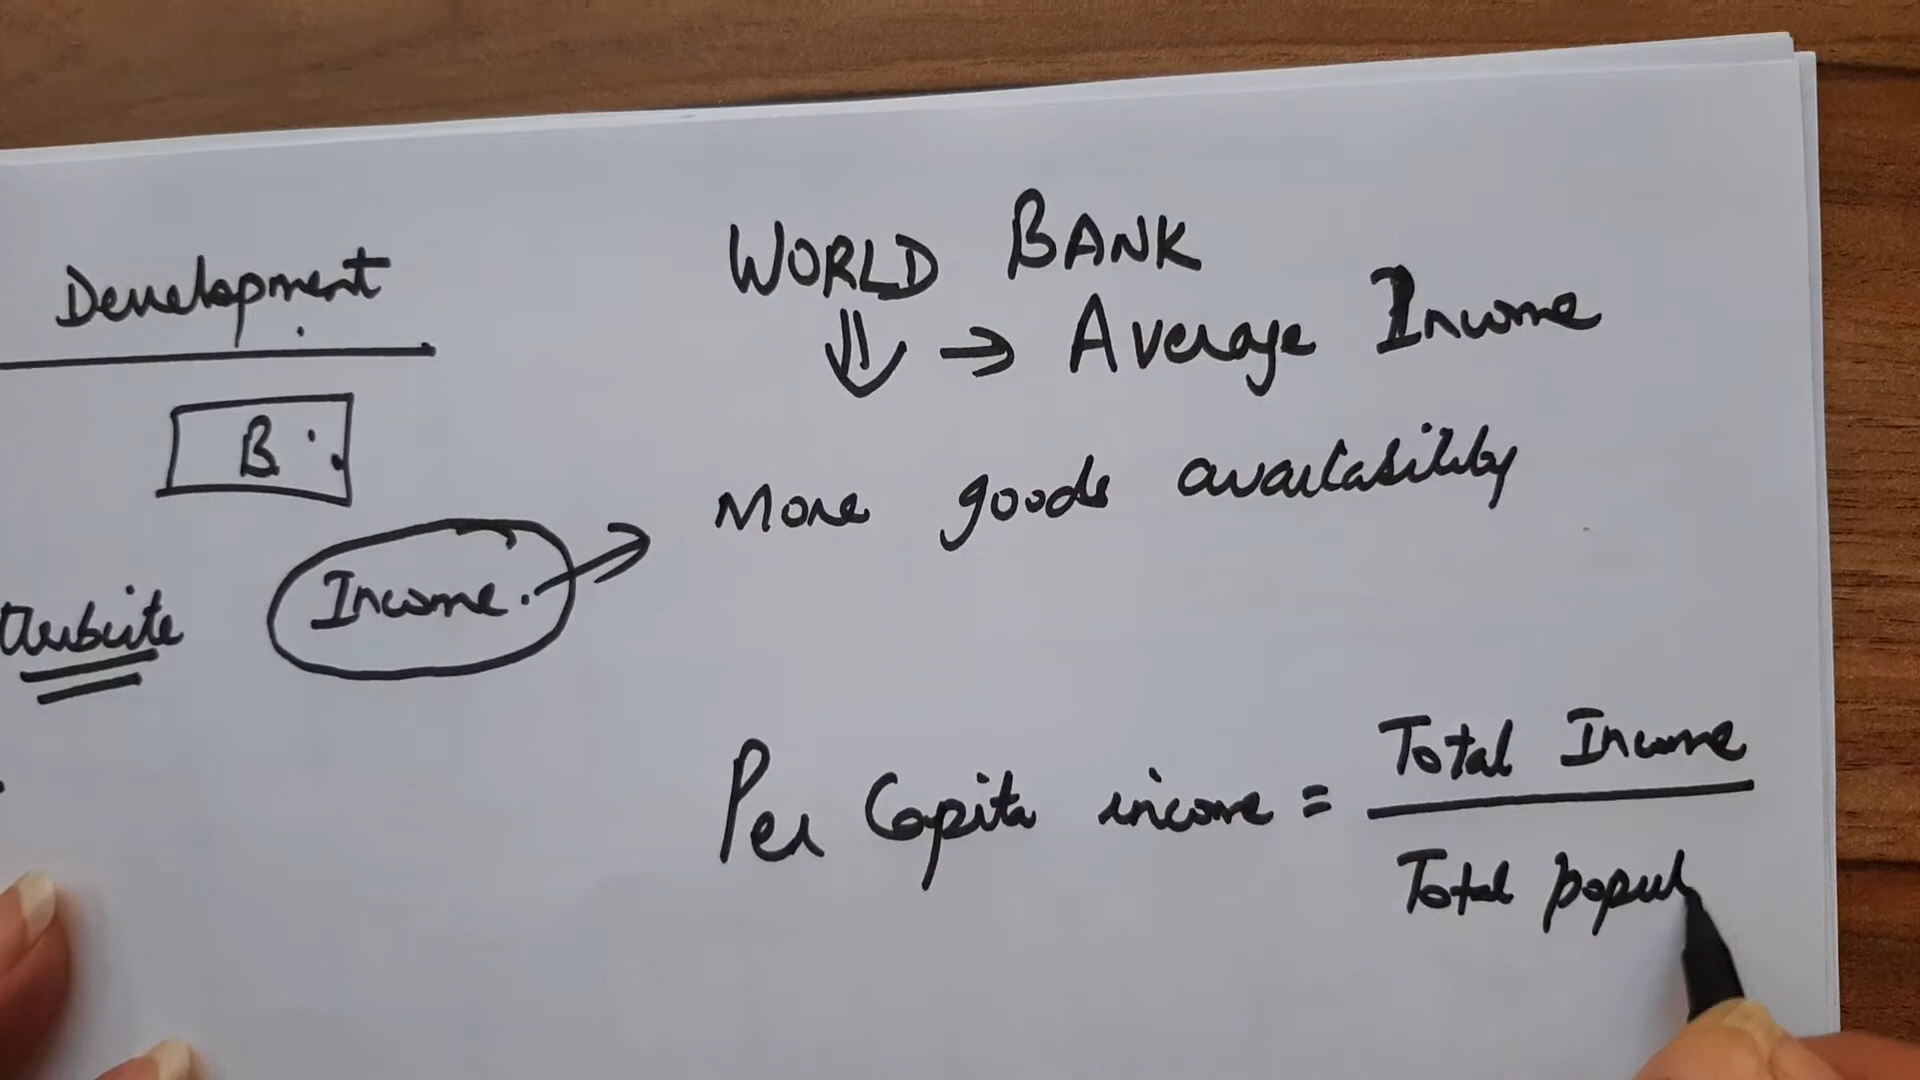 Development
B
Income.
WORLD BANK
⇓ → Average Income
More goods availability
Per Capita income = Total Income
Total popul